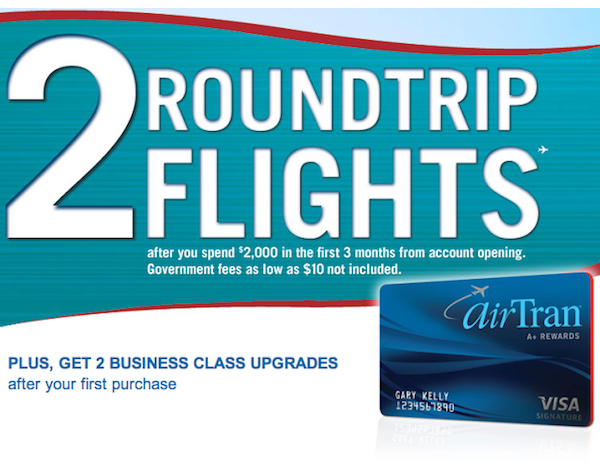 2 ROUNDTRIP
FLIGHTS✈
after you spend $2,000 in the first 3 months from account opening.
Government fees as low as $10 not included.
airTran
A+ REWARDS
PLUS, GET 2 BUSINESS CLASS UPGRADES
after your first purchase
GARY KELLY
1234567890
VISA
SIGNATURE